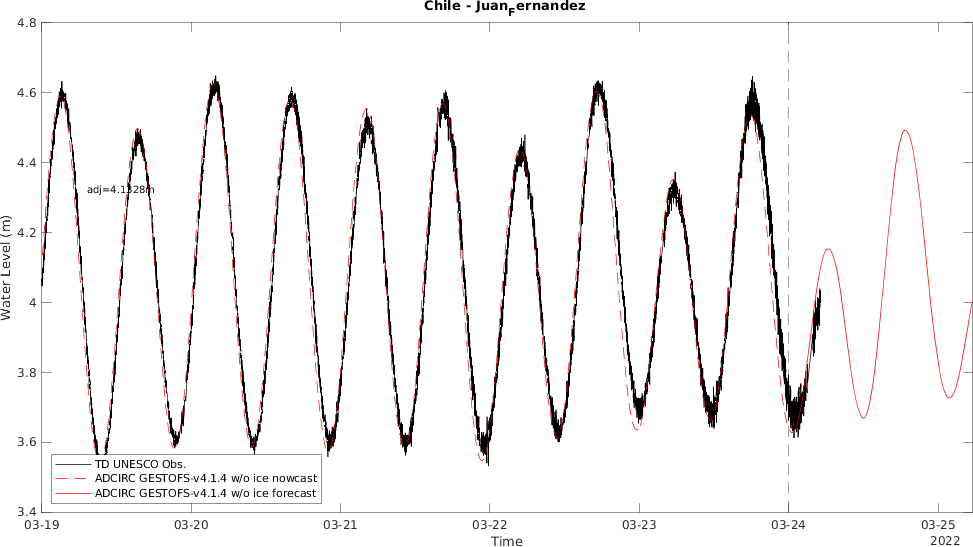 Chile - JuanFernandez
4.8
4.6
4.4
4.2
4
3.8
3.6
3.4
Water Level (m)
adj=4.1328m
TD UNESCO Obs.
ADCIRC GESTOFS-v4.1.4 w/o ice nowcast
ADCIRC GESTOFS-v4.1.4 w/o ice forecast
03-19
03-20
03-21
03-22
03-23
03-24
03-25
Time
2022